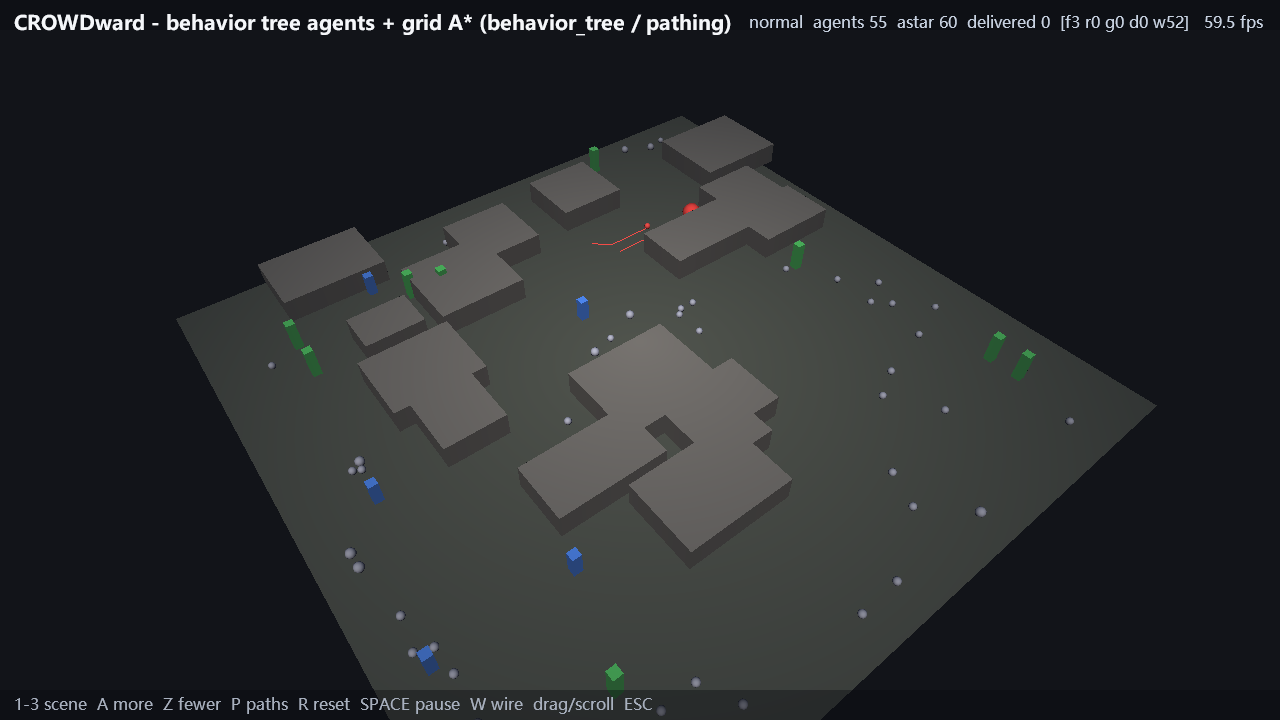 CROWDward - behavior tree agents + grid A* (behavior_tree / pathing) normal agents 55 astar 60 delivered 0 [f3 r0 g0 d0 w52] 59.5 fps
1-3 scene A more Z fewer P paths R reset SPACE pause W wire drag/scroll ESC